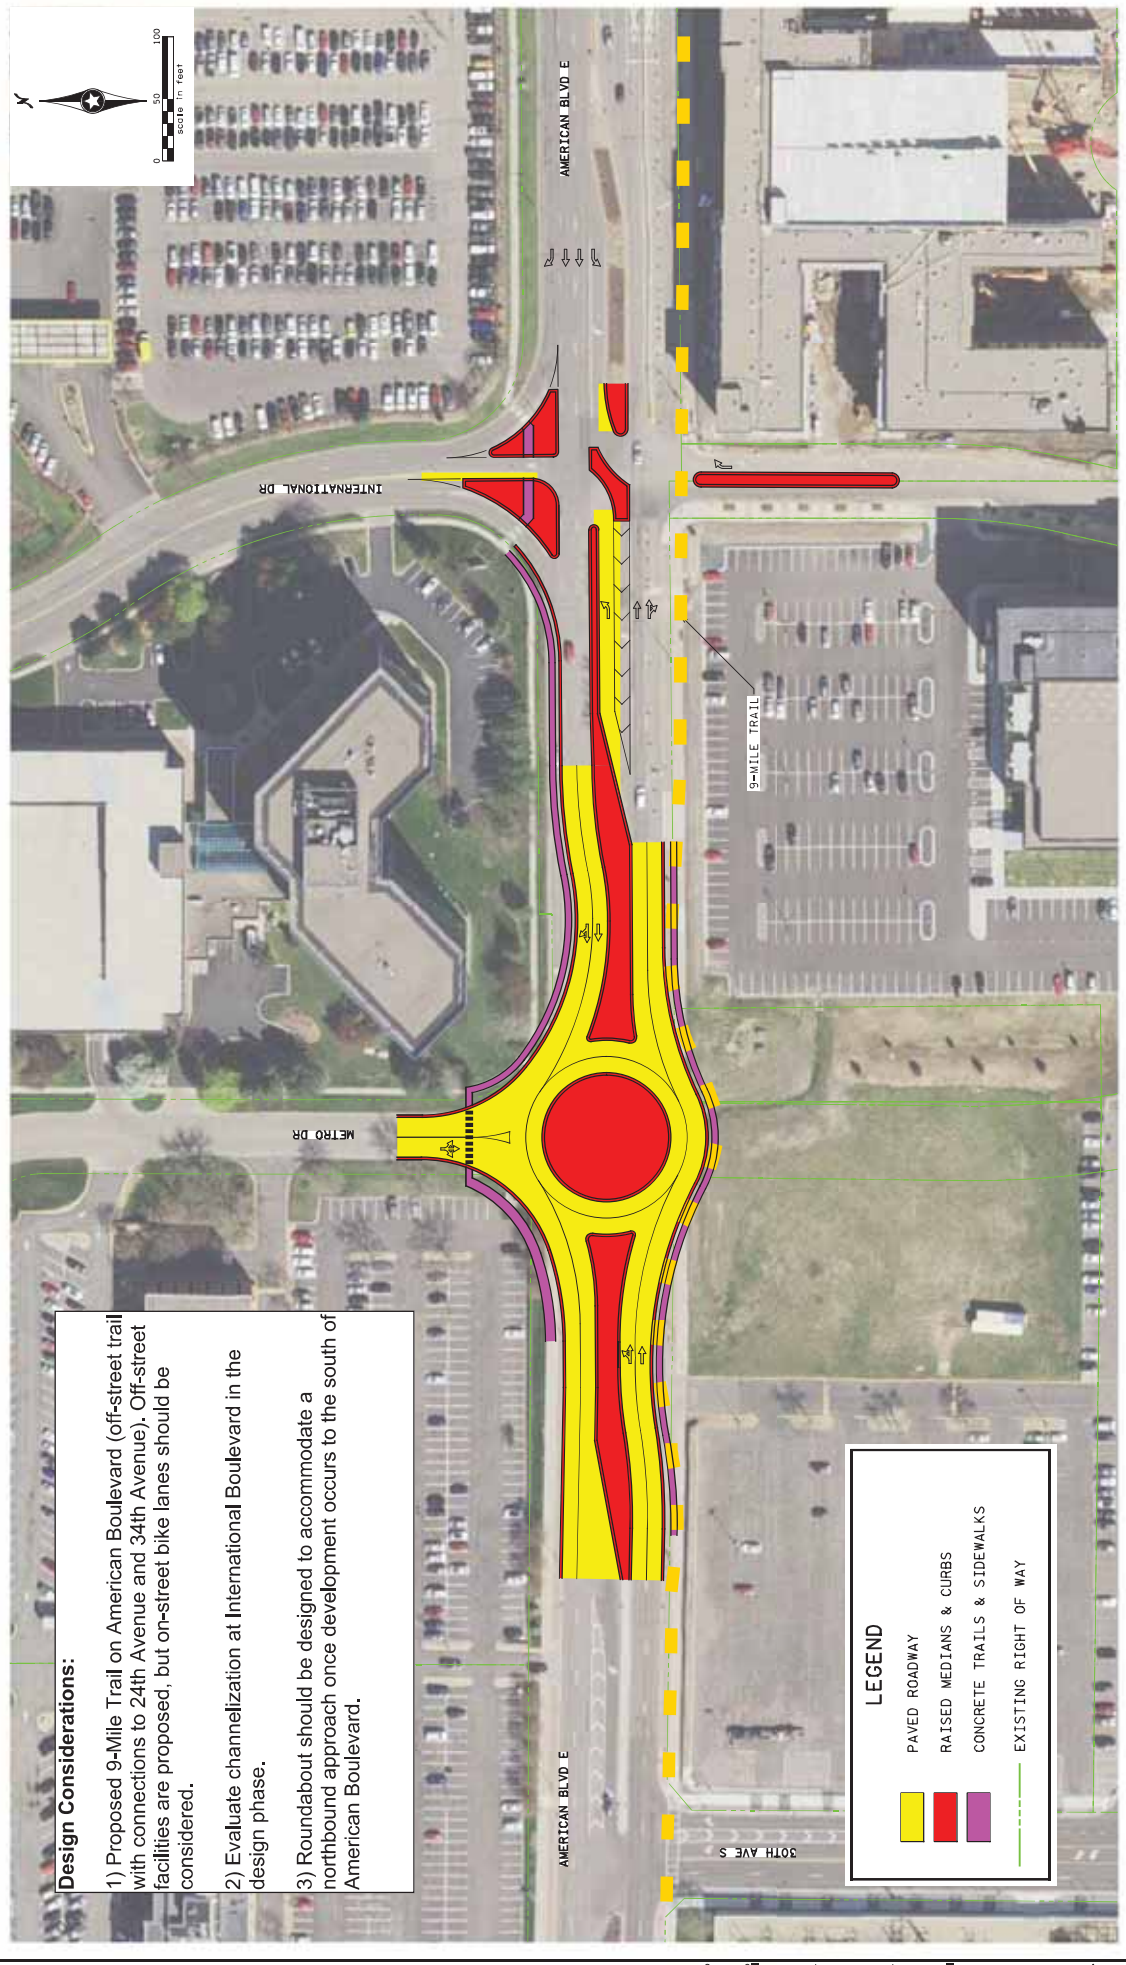 Design Considerations:
1) Proposed 9-Mile Trail on American Boulevard (off-street trail
with connections to 24th Avenue and 34th Avenue). Off-street
facilities are proposed, but on-street bike lanes should be
considered.
2) Evaluate channelization at International Boulevard in the
design phase.
3) Roundabout should be designed to accommodate a
northbound approach once development occurs to the south of
American Boulevard.
N
0 50 100
scale in feet
METRO DR
INTERNATIONAL DR
AMERICAN BLVD E
AMERICAN BLVD E
9-MILE TRAIL
30TH AVE S
LEGEND
PAVED ROADWAY
RAISED MEDIANS & CURBS
CONCRETE TRAILS & SIDEWALKS
EXISTING RIGHT OF WAY